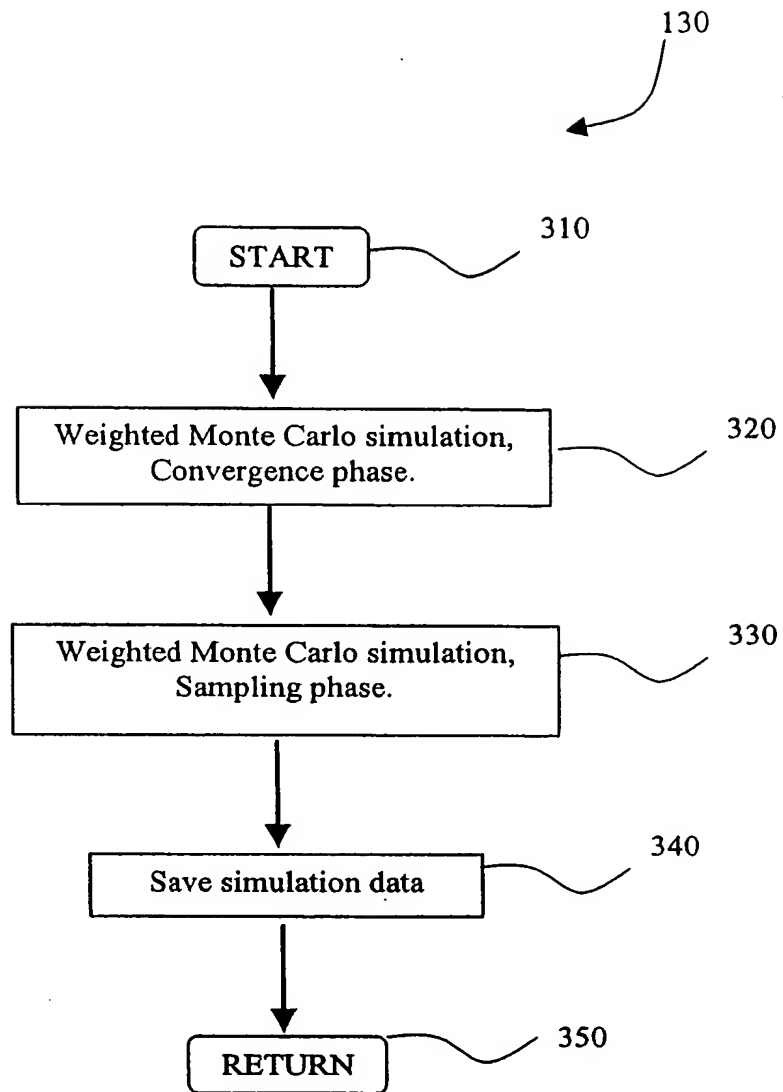 130
310
START
320
Weighted Monte Carlo simulation,
Convergence phase.
330
Weighted Monte Carlo simulation,
Sampling phase.
340
Save simulation data
350
RETURN